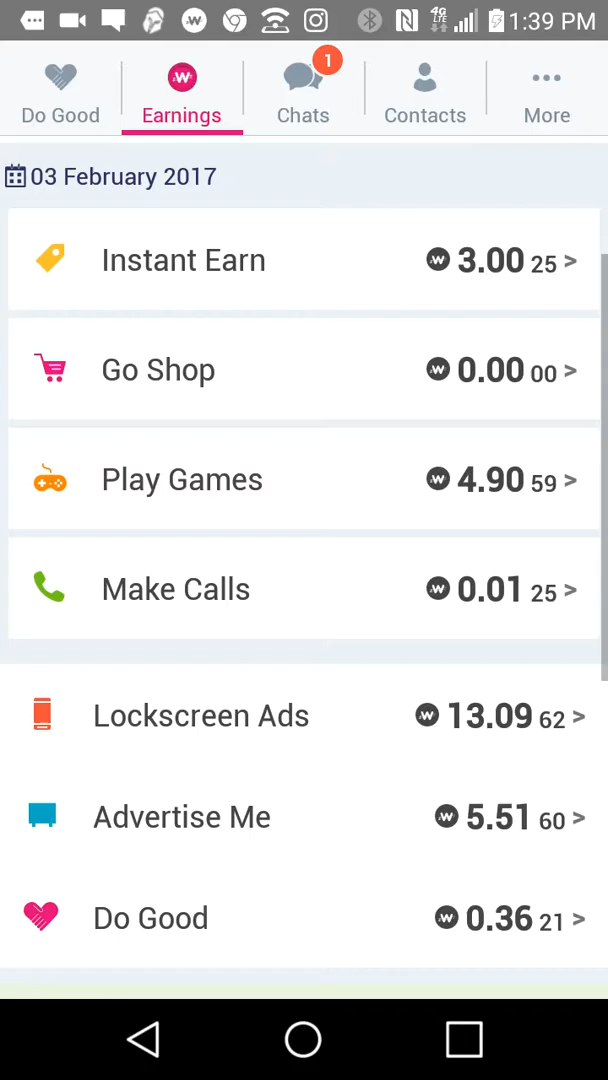 4G LTE 1:39 PM
1
Do Good Earnings Chats Contacts More
03 February 2017
Instant Earn W 3.00 25 >
Go Shop W 0.00 00 >
Play Games W 4.90 59 >
Make Calls W 0.01 25 >
Lockscreen Ads W 13.09 62 >
Advertise Me W 5.51 60 >
Do Good W 0.36 21 >